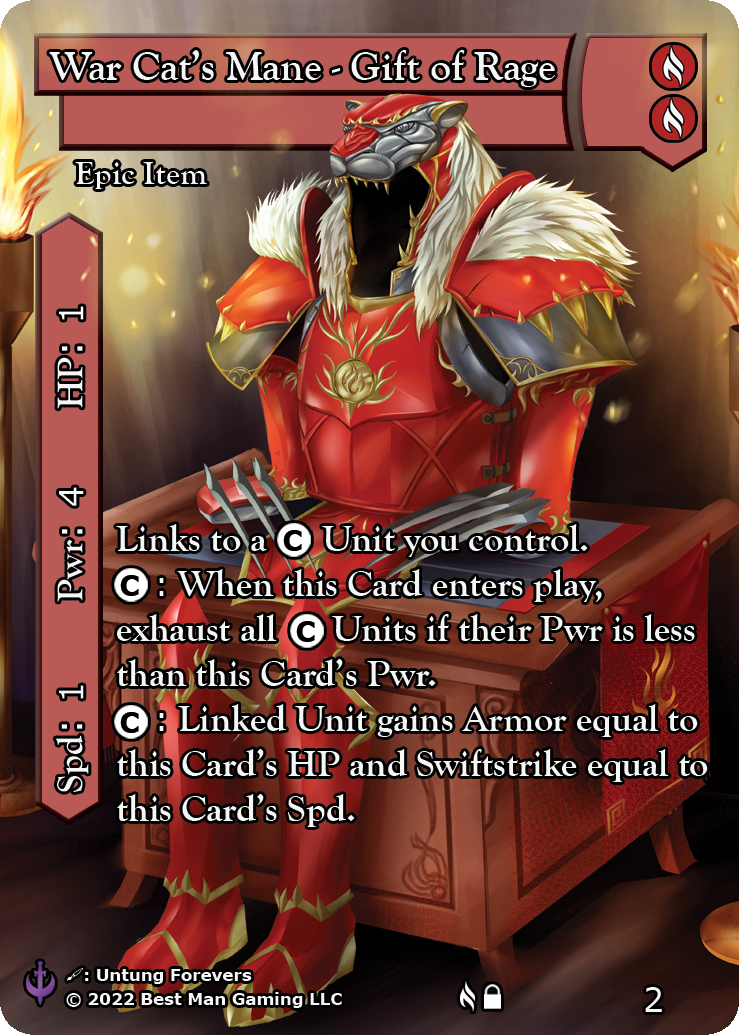 War Cat's Mane - Gift of Rage
Epic Item
HP: 1
Pwr: 4
Spd: 1
Links to a C Unit you control.
C : When this Card enters play,
exhaust all C Units if their Pwr is less
than this Card's Pwr.
C : Linked Unit gains Armor equal to
this Card's HP and Swiftstrike equal to
this Card's Spd.
: Untung Forevers
© 2022 Best Man Gaming LLC
2